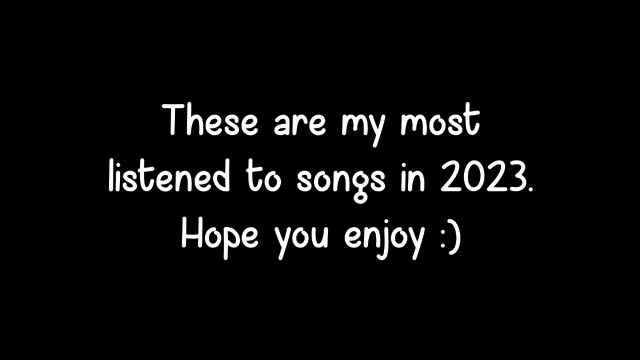 These are my most
listened to songs in 2023.
Hope you enjoy :)